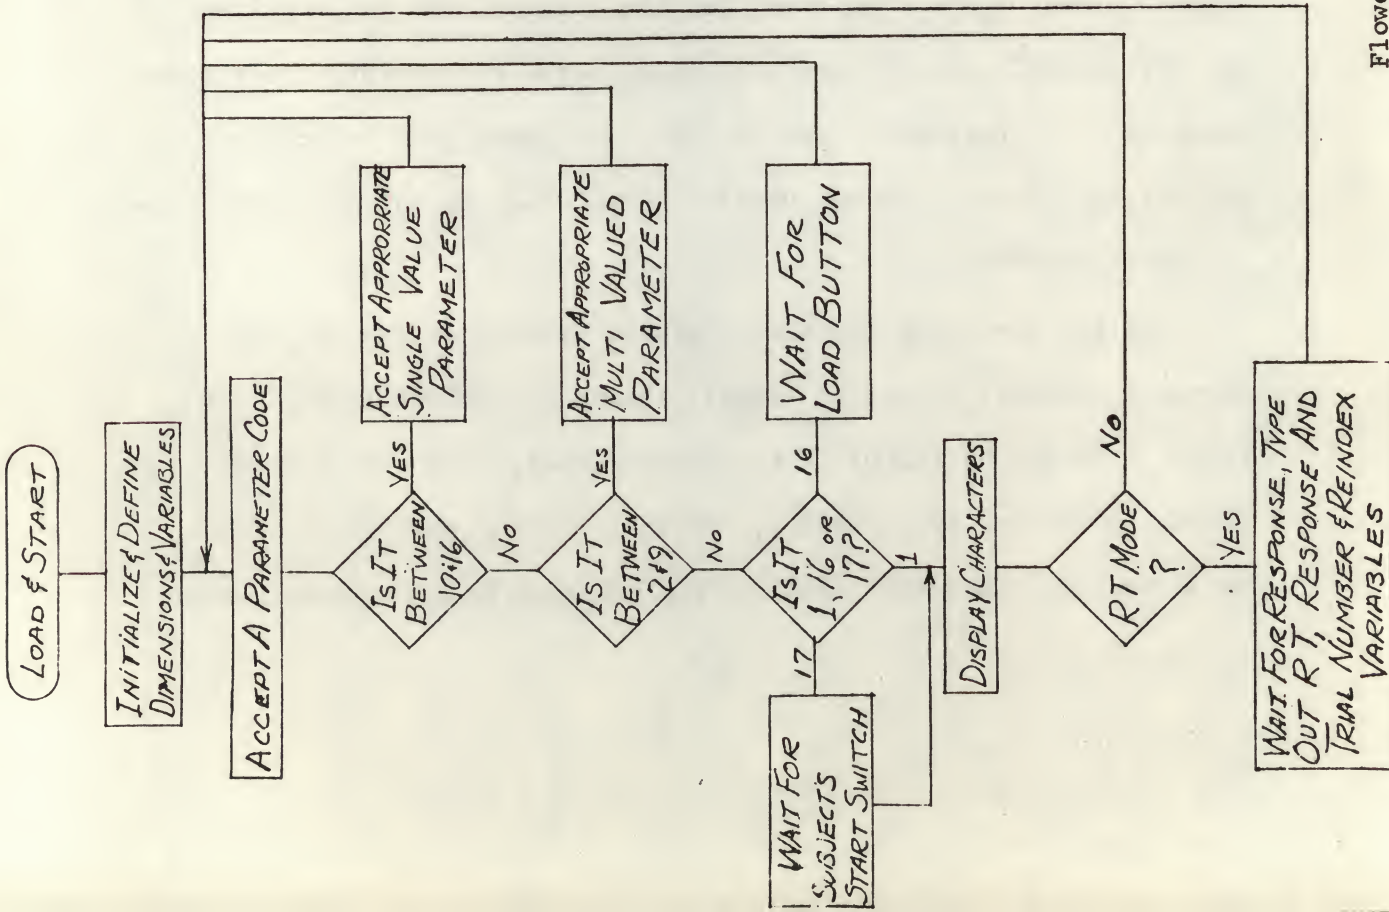 LOAD & START
INITIALIZE & DEFINE
DIMENSIONS & VARIABLES
ACCEPT A PARAMETER CODE
IS IT
BETWEEN
10&16
YES
ACCEPT APPRORRIATE
SINGLE VALUE
PARAMETER
NO
IS IT
BETWEEN
2&9
YES
ACCEPT APPROPRIATE
MULTI VALUED
PARAMETER
NO
IS IT
1, 16 OR
17?
16
WAIT FOR
LOAD BUTTON
17
WAIT FOR
SUBJECTS
START SWITCH
1
DISPLAY CHARACTERS
RT MODE
?
NO
YES
WAIT FOR RESPONSE, TYPE
OUT RT, RESPONSE AND
TRIAL NUMBER & REINDEX
VARIABLES